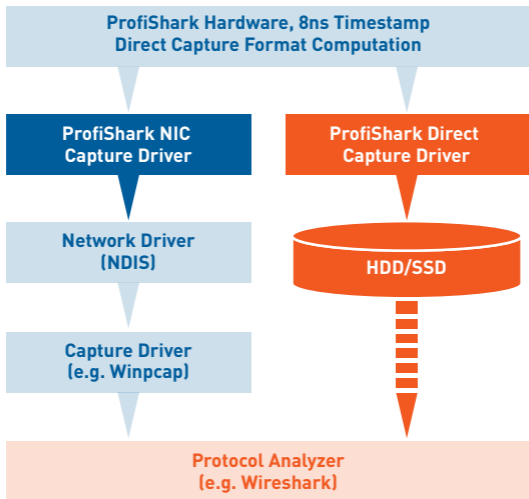 ProfiShark Hardware, 8ns Timestamp
Direct Capture Format Computation
ProfiShark NIC
Capture Driver
ProfiShark Direct
Capture Driver
Network Driver
(NDIS)
HDD/SSD
Capture Driver
(e.g. Winpcap)
Protocol Analyzer
(e.g. Wireshark)